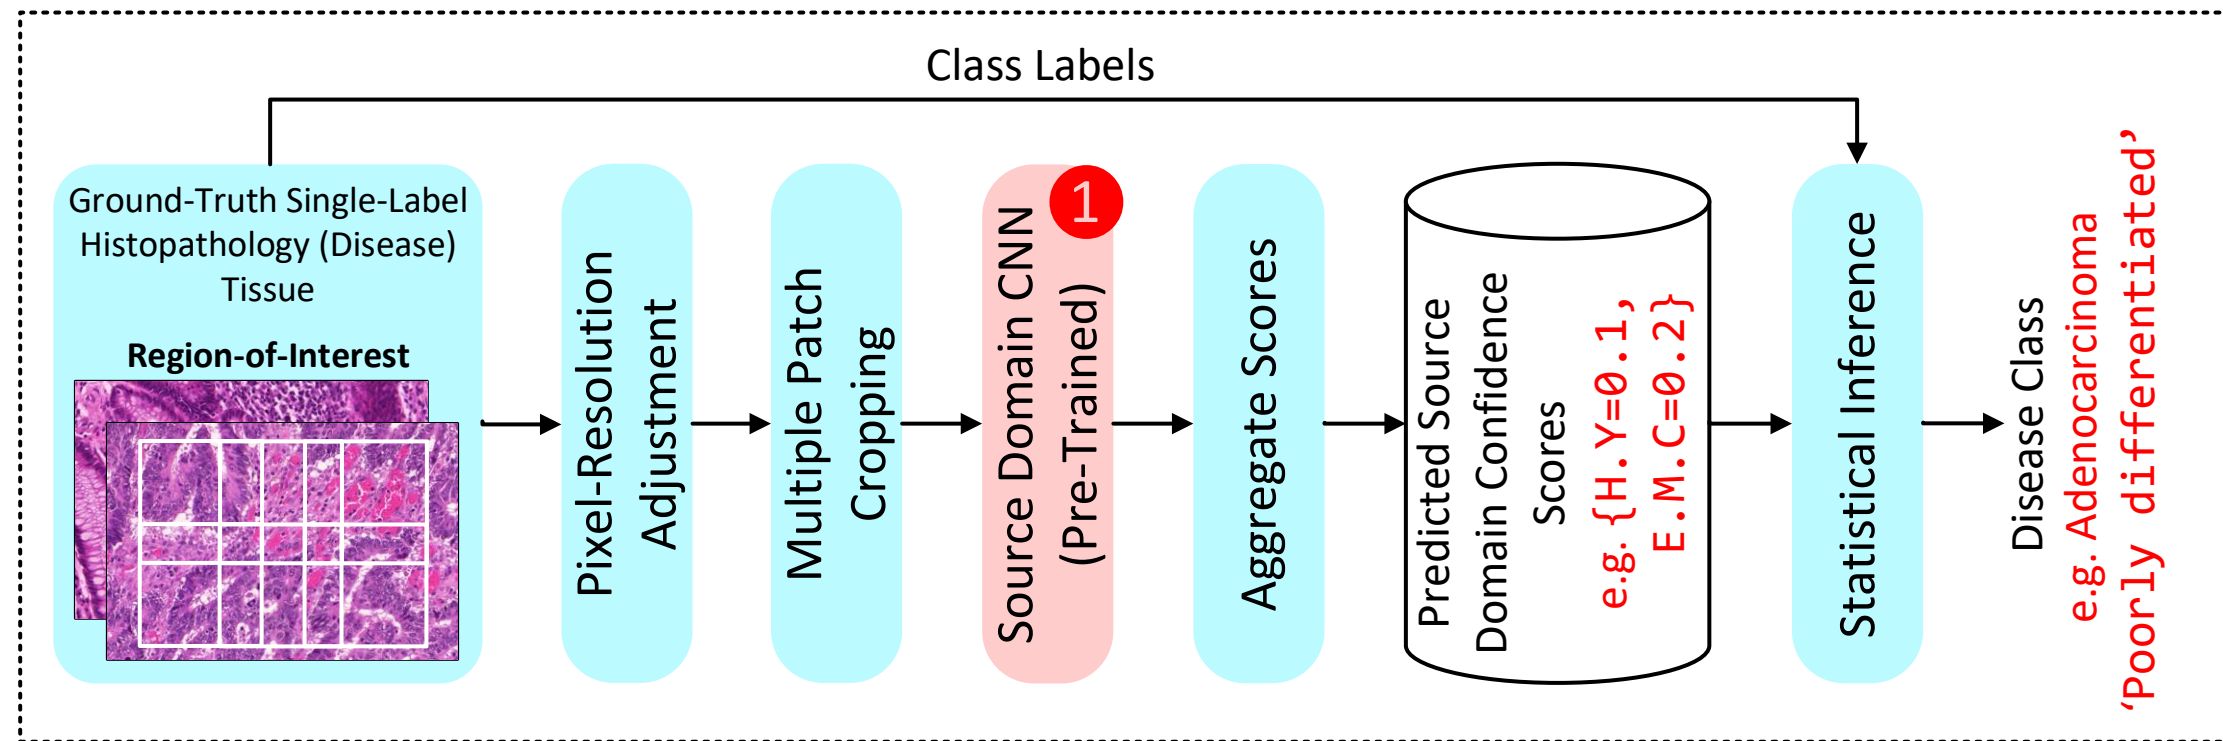 Class Labels
Ground-Truth Single-Label
Histopathology (Disease)
Tissue
Region-of-Interest
Pixel-Resolution
Adjustment
Multiple Patch
Cropping
Source Domain CNN
(Pre-Trained)
1
Aggregate Scores
Predicted Source
Domain Confidence
Scores
e.g. {H.Y=0.1,
E.M.C=0.2}
Statistical Inference
Disease Class
e.g. Adenocarcinoma
‘Poorly differentiated’